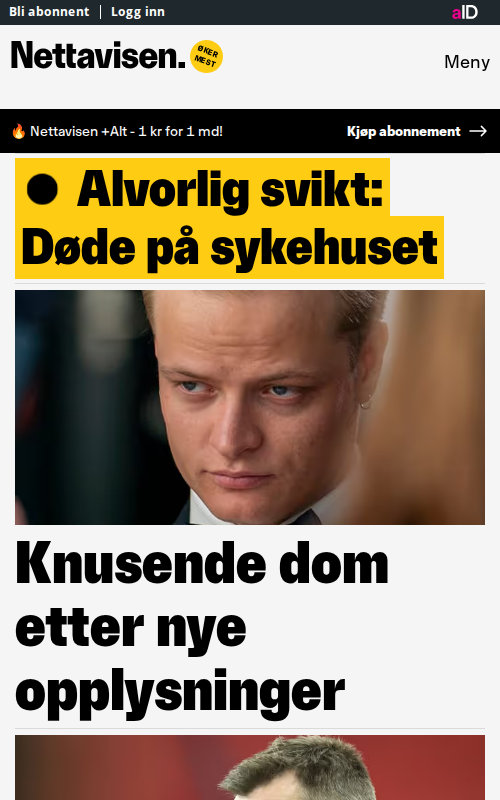 Bli abonnent | Logg inn
aID
Nettavisen.
ØKER MEST
Meny
🔥 Nettavisen +Alt - 1 kr for 1 md!
Kjøp abonnement →
● Alvorlig svikt:
Døde på sykehuset
Knusende dom
etter nye
opplysninger